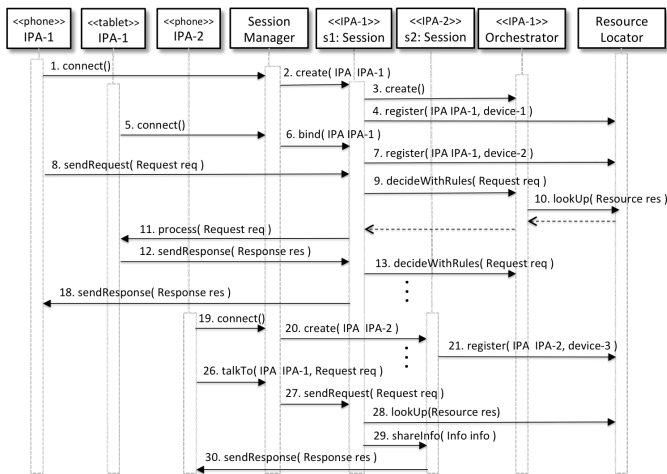 <<phone>> <<tablet>> <<phone>> Session <<IPA-1>> <<IPA-2>> <<IPA-1>> Resource
IPA-1 IPA-1 IPA-2 Manager s1: Session s2: Session Orchestrator Locator
1. connect()
2. create( IPA IPA-1 )
3. create()
4. register( IPA IPA-1, device-1 )
5. connect()
6. bind( IPA IPA-1 )
7. register( IPA IPA-1, device-2 )
8. sendRequest( Request req )
9. decideWithRules( Request req )
10. lookUp( Resource res )
11. process( Request req )
12. sendResponse( Response res )
13. decideWithRules( Request req )
18. sendResponse( Response res )
19. connect()
20. create( IPA IPA-2 )
21. register( IPA IPA-2, device-3 )
26. talkTo( IPA IPA-1, Request req )
27. sendRequest( Request req )
28. lookUp(Resource res)
29. shareInfo( Info info )
30. sendResponse( Response res )